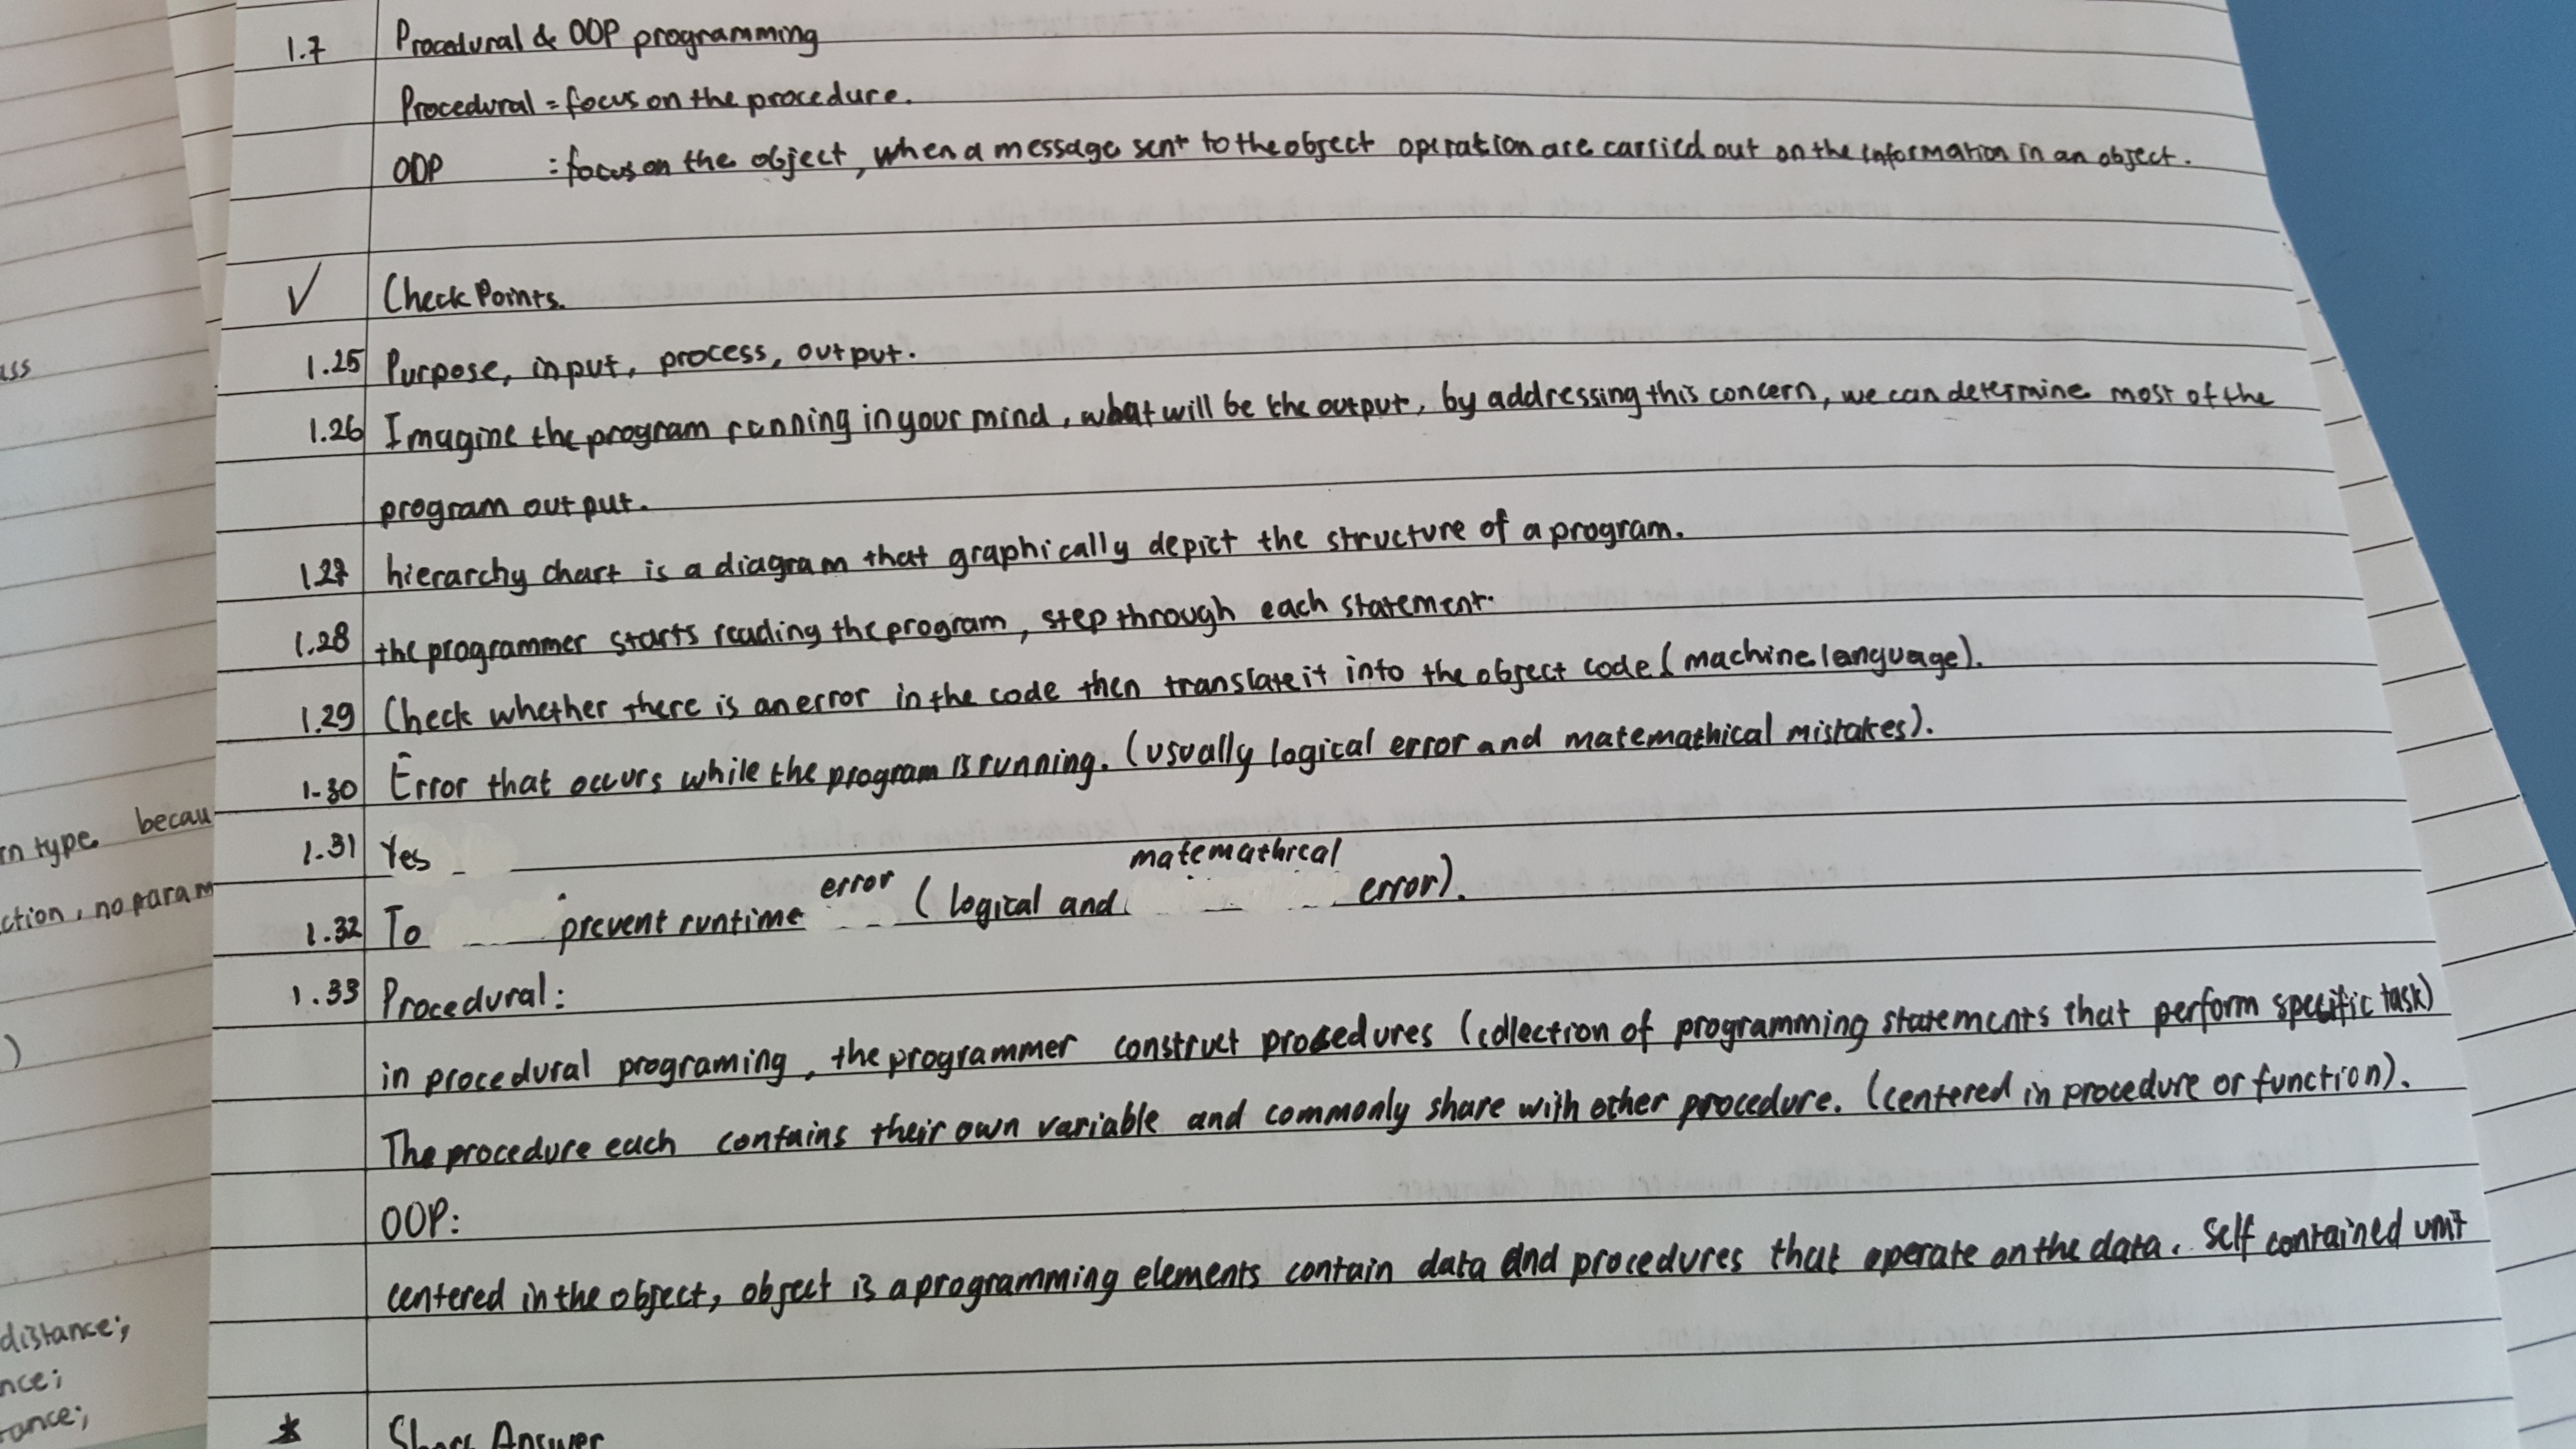 1.7 Procedural & OOP programming
Procedural = focus on the procedure.
OOP : focus on the object, when a message sent to the object operation are carried out on the information in an object.
✓ Check Points.
1.25 Purpose, input, process, output.
1.26 Imagine the program running in your mind, what will be the output, by addressing this concern, we can determine most of the
program output.
1.27 hierarchy chart is a diagram that graphically depict the structure of a program.
1.28 the programmer starts reading the program, step through each statement.
1.29 Check whether there is an error in the code then translate it into the object code (machine language).
1.30 Error that occurs while the program is running. (usually logical error and matemathical mistakes).
1.31 Yes
1.32 To prevent runtime error (logical and matemathical error).
1.33 Procedural:
in procedural programing, the programmer construct procedures (collection of programming statements that perform specific task)
The procedure each contains their own variable and commonly share with other procedure. (centered in procedure or function).
OOP:
centered in the object, object is a programming elements contain data and procedures that operate on the data. Self contained unit
* Short Answer
ass
rn type. becau
ction, no param
)
distance;
nce;
tance;